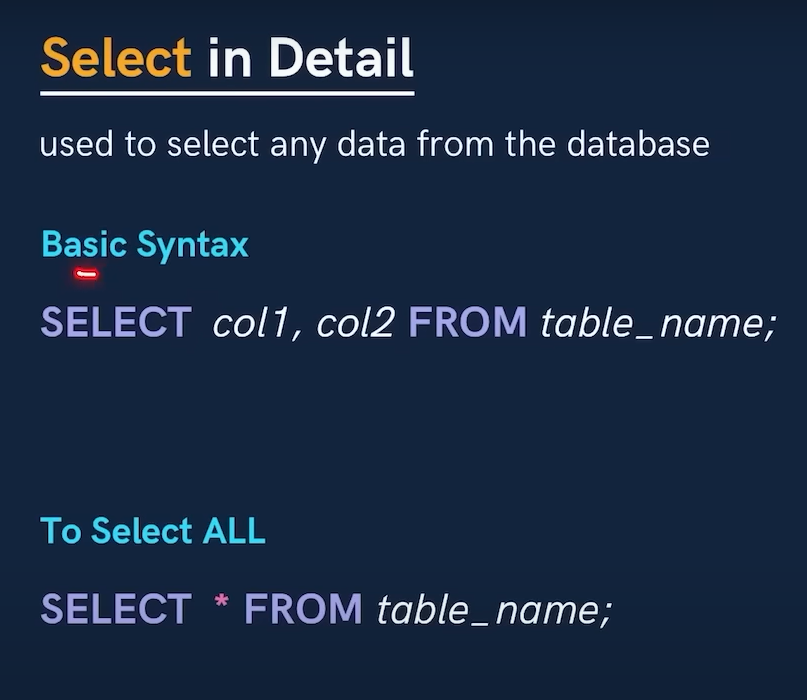 Select in Detail
used to select any data from the database
Basic Syntax
SELECT col1, col2 FROM table_name;
To Select ALL
SELECT * FROM table_name;